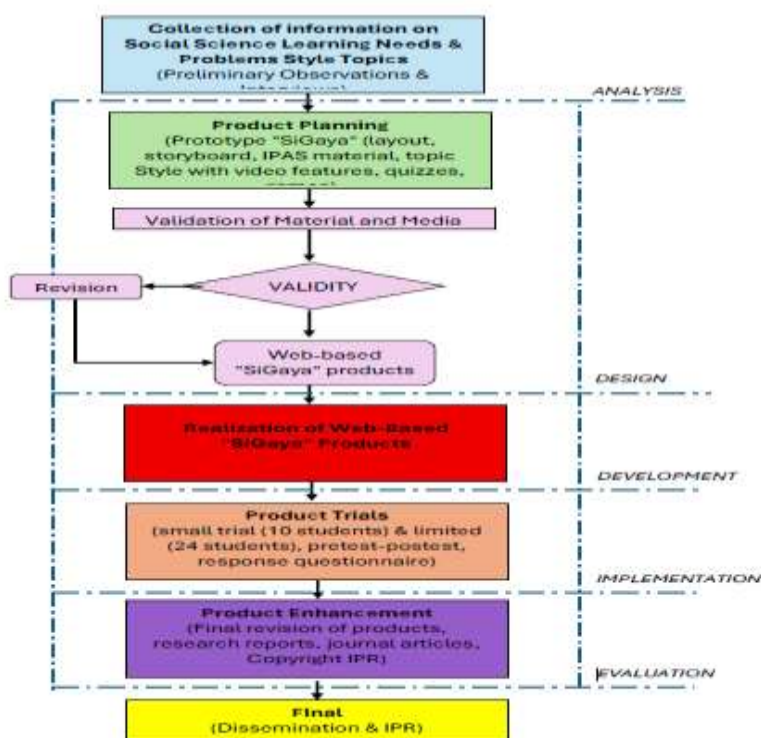 Collection of information on
Social Science Learning Needs &
Problems Style Topics
(Preliminary Observations &
ANALYSIS
Product Planning
(Prototype "SiGaya" (layout,
storyboard, IPAS material, topic
Style with video features, quizzes,
Validation of Material and Media
VALIDITY
Revision
Web-based
"SiGaya" products
DESIGN
Realization of Web-Based
"SiGaya" Products
DEVELOPMENT
Product Trials
(small trial (10 students) & limited
(24 students), pretest-postest,
response questionnaire)
IMPLEMENTATION
Product Enhancement
(Final revision of products,
research reports, journal articles,
Copyright IPR)
EVALUATION
Final
(Dissemination & IPR)